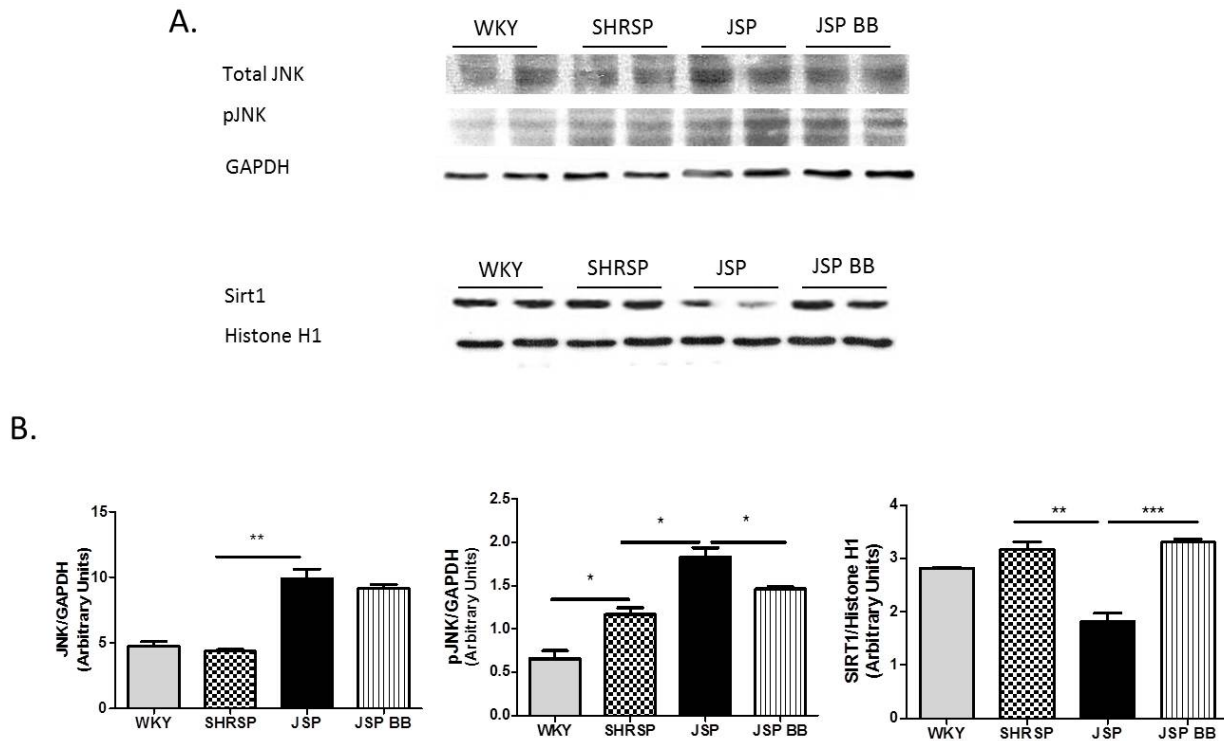 A.
WKY SHRSP JSP JSP BB
Total JNK
pJNK
GAPDH
WKY SHRSP JSP JSP BB
Sirt1
Histone H1
B.
JNK/GAPDH
(Arbitrary Units)
15
10
5
0
**
WKY SHRSP JSP JSP BB
pJNK/GAPDH
(Arbitrary Units)
2.5
2.0
1.5
1.0
0.5
0.0
*
*
*
WKY SHRSP JSP JSP BB
SIRT1/Histone H1
(Arbitrary Units)
4
3
2
1
0
** ***
WKY SHRSP JSP JSP BB